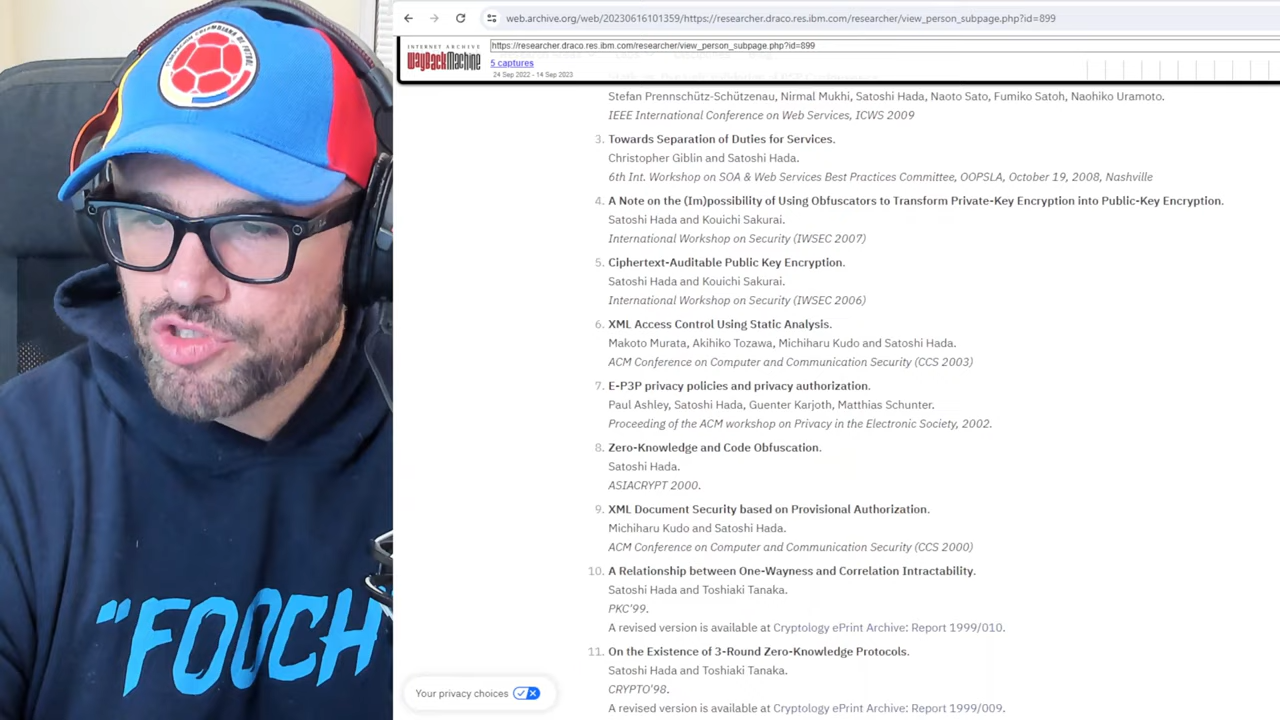 web.archive.org/web/20230616101359/https://researcher.draco.res.ibm.com/researcher/view_person_subpage.php?id=899
INTERNET ARCHIVE
WayBackMachine
https://researcher.draco.res.ibm.com/researcher/view_person_subpage.php?id=899
5 captures
24 Sep 2022 - 14 Sep 2023
Stefan Prennschütz-Schützenau, Nirmal Mukhi, Satoshi Hada, Naoto Sato, Fumiko Satoh, Naohiko Uramoto.
IEEE International Conference on Web Services, ICWS 2009
3. Towards Separation of Duties for Services.
Christopher Giblin and Satoshi Hada.
6th Int. Workshop on SOA & Web Services Best Practices Committee, OOPSLA, October 19, 2008, Nashville
4. A Note on the (Im)possibility of Using Obfuscators to Transform Private-Key Encryption into Public-Key Encryption.
Satoshi Hada and Kouichi Sakurai.
International Workshop on Security (IWSEC 2007)
5. Ciphertext-Auditable Public Key Encryption.
Satoshi Hada and Kouichi Sakurai.
International Workshop on Security (IWSEC 2006)
6. XML Access Control Using Static Analysis.
Makoto Murata, Akihiko Tozawa, Michiharu Kudo and Satoshi Hada.
ACM Conference on Computer and Communication Security (CCS 2003)
7. E-P3P privacy policies and privacy authorization.
Paul Ashley, Satoshi Hada, Guenter Karjoth, Matthias Schunter.
Proceeding of the ACM workshop on Privacy in the Electronic Society, 2002.
8. Zero-Knowledge and Code Obfuscation.
Satoshi Hada.
ASIACRYPT 2000.
9. XML Document Security based on Provisional Authorization.
Michiharu Kudo and Satoshi Hada.
ACM Conference on Computer and Communication Security (CCS 2000)
10. A Relationship between One-Wayness and Correlation Intractability.
Satoshi Hada and Toshiaki Tanaka.
PKC'99.
A revised version is available at Cryptology ePrint Archive: Report 1999/010.
11. On the Existence of 3-Round Zero-Knowledge Protocols.
Satoshi Hada and Toshiaki Tanaka.
CRYPTO'98.
A revised version is available at Cryptology ePrint Archive: Report 1999/009.
Your privacy choices
"FOOCH"